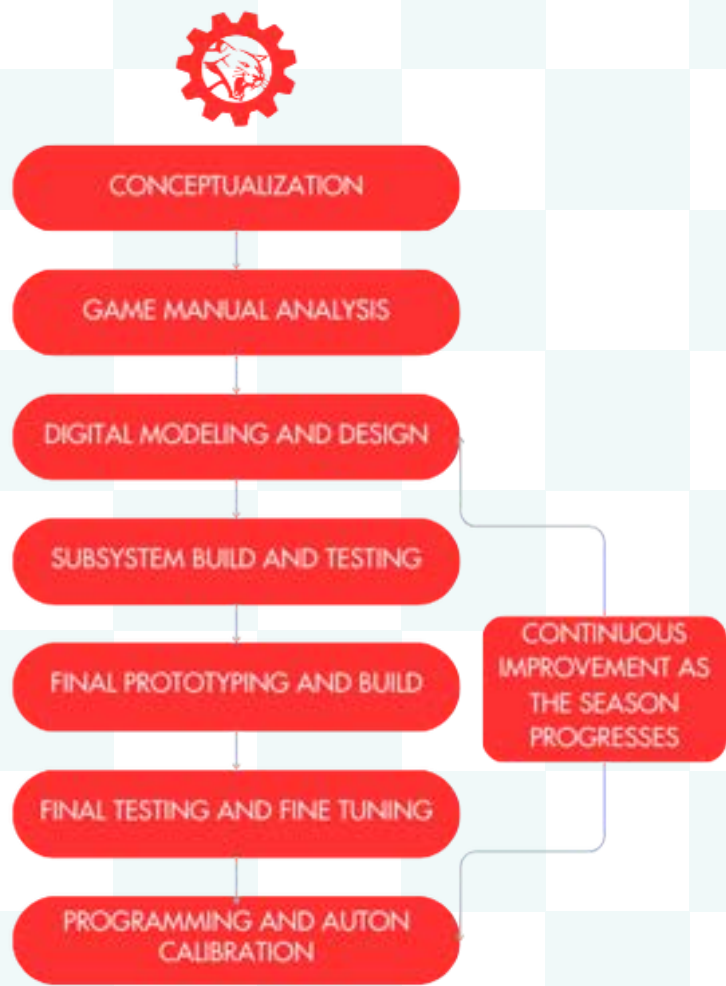 CONCEPTUALIZATION
GAME MANUAL ANALYSIS
DIGITAL MODELING AND DESIGN
SUBSYSTEM BUILD AND TESTING
FINAL PROTOTYPING AND BUILD
CONTINUOUS
IMPROVEMENT AS
THE SEASON
PROGRESSES
FINAL TESTING AND FINE TUNING
PROGRAMMING AND AUTON
CALIBRATION